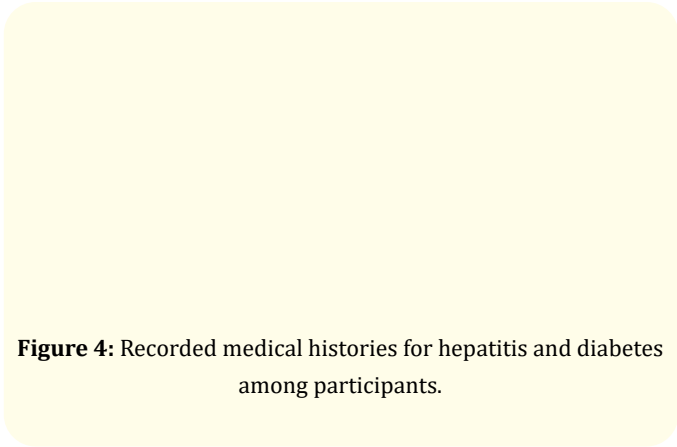 Figure 4: Recorded medical histories for hepatitis and diabetes
among participants.